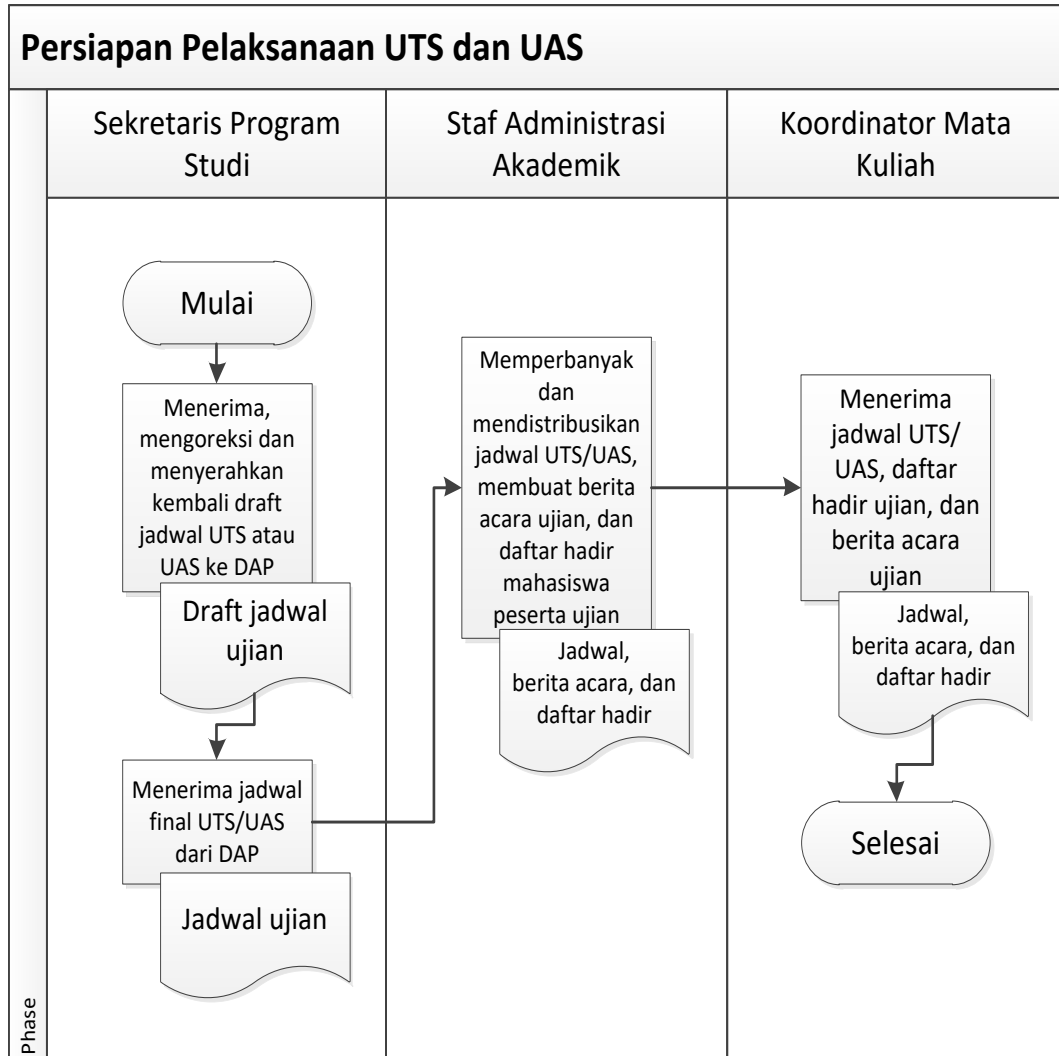 Persiapan Pelaksanaan UTS dan UAS
Sekretaris Program
Studi
Staf Administrasi
Akademik
Koordinator Mata
Kuliah
Mulai
Menerima,
mengoreksi dan
menyerahkan
kembali draft
jadwal UTS atau
UAS ke DAP
Draft jadwal
ujian
Menerima jadwal
final UTS/UAS
dari DAP
Jadwal ujian
Memperbanyak
dan
mendistribusikan
jadwal UTS/UAS,
membuat berita
acara ujian, dan
daftar hadir
mahasiswa
peserta ujian
Jadwal,
berita acara, dan
daftar hadir
Menerima
jadwal UTS/
UAS, daftar
hadir ujian, dan
berita acara
ujian
Jadwal,
berita acara, dan
daftar hadir
Selesai
Phase